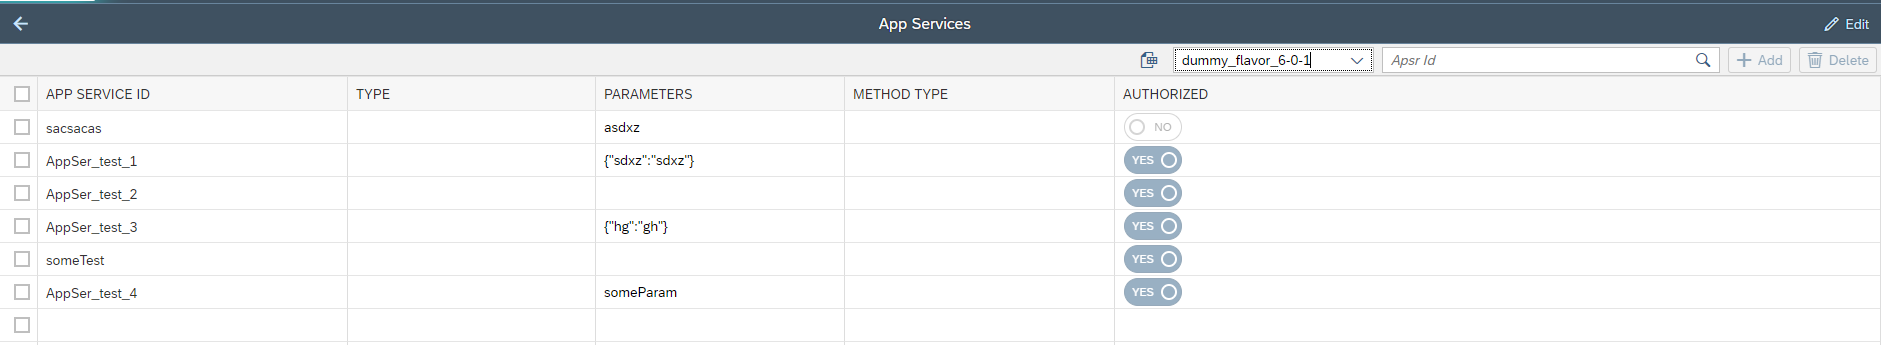 App Services
Edit
dummy_flavor_6-0-1
Apsr Id
Add
Delete
APP SERVICE ID TYPE PARAMETERS METHOD TYPE AUTHORIZED
sacsacas asdxz NO
AppSer_test_1 {"sdxz":"sdxz"} YES
AppSer_test_2 YES
AppSer_test_3 {"hg":"gh"} YES
someTest YES
AppSer_test_4 someParam YES